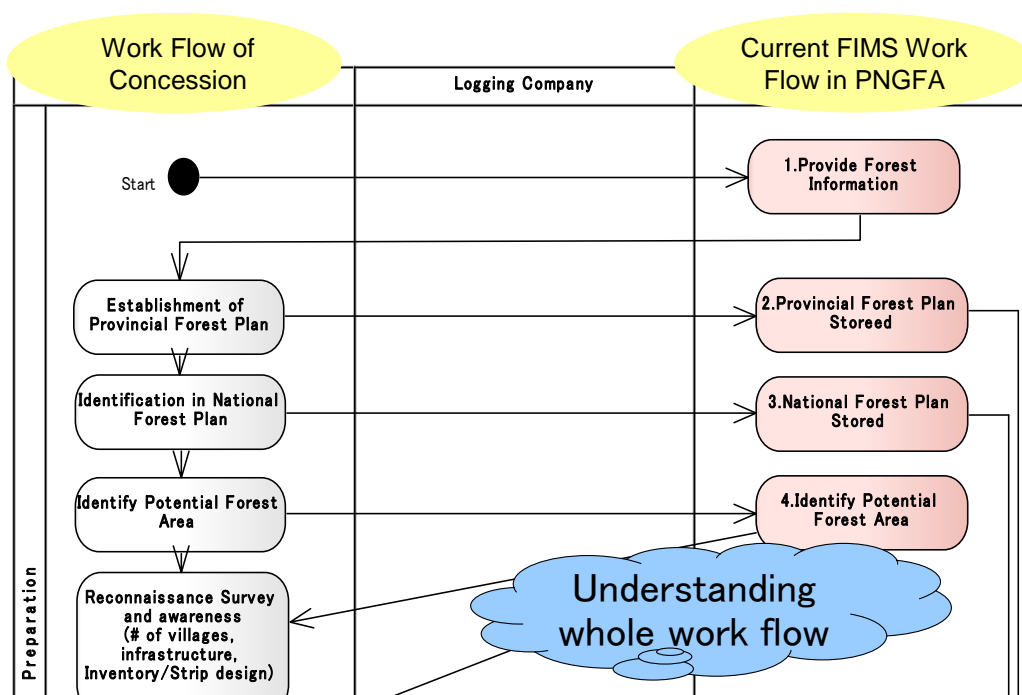 Work Flow of
Concession
Logging Company
Current FIMS Work
Flow in PNGFA
Start
1.Provide Forest
Information
Establishment of
Provincial Forest Plan
2.Provincial Forest Plan
Storeed
Identification in National
Forest Plan
3.National Forest Plan
Stored
Identify Potential Forest
Area
4.Identify Potential
Forest Area
Preparation
Reconnaissance Survey
and awareness
(# of villages,
infrastructure,
Inventory/Strip design)
Understanding
whole work flow